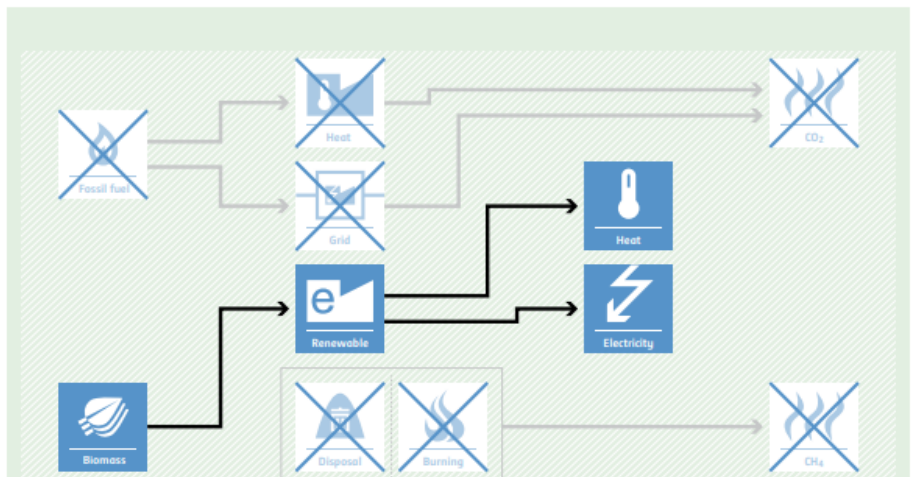 Heat
CO₂
Fossil fuel
Grid
Heat
e
Renewable
Electricity
Biomass
Disposal
Burning
CH₄